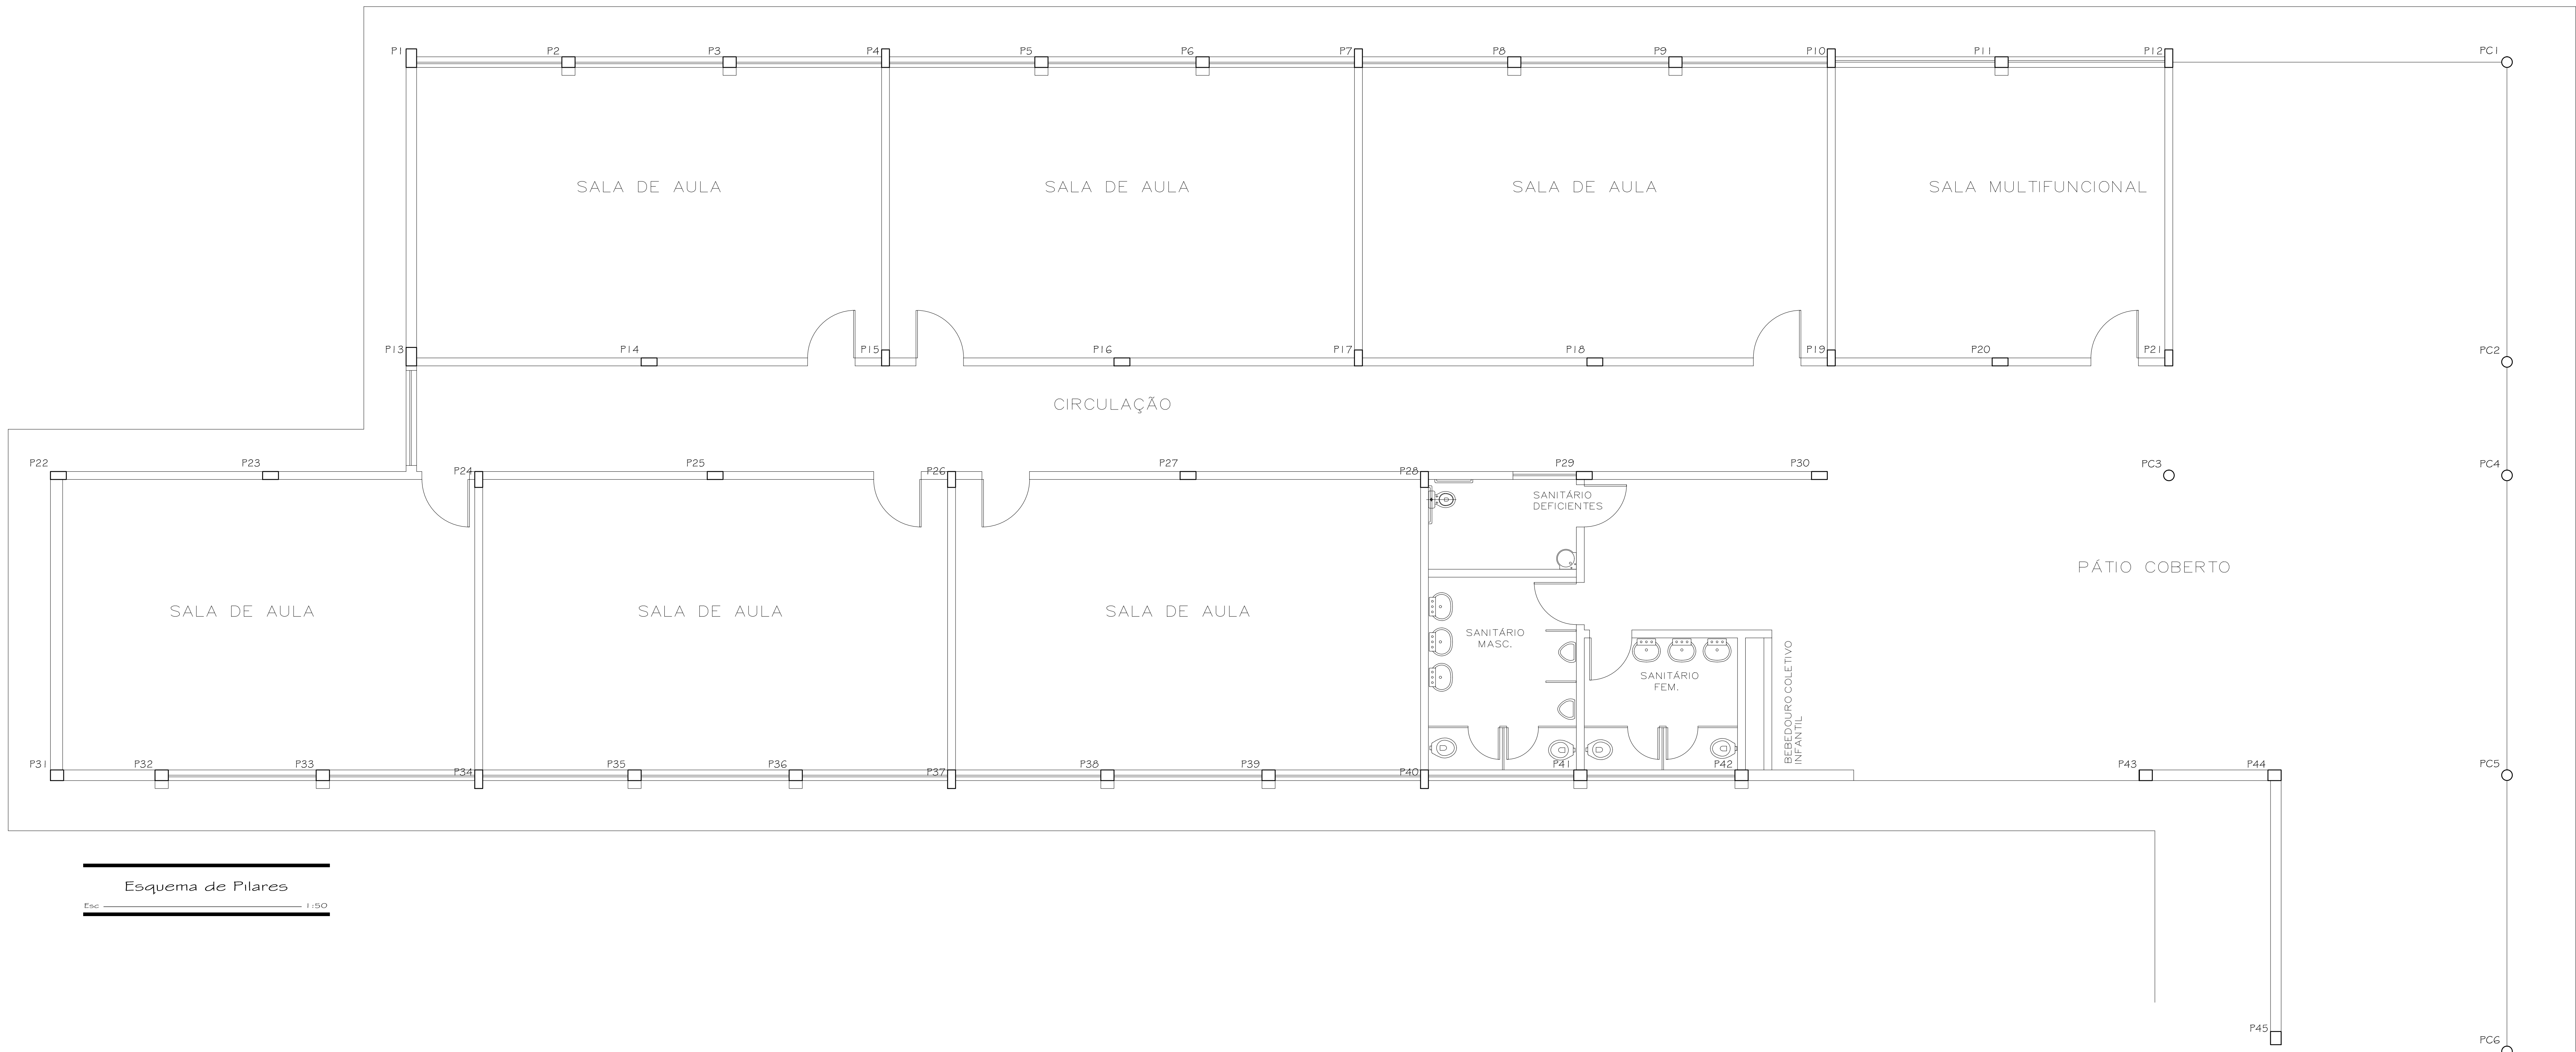 P1 P2 P3 P4 P5 P6 P7 P8 P9 P10 P11 P12 PC1
SALA DE AULA SALA DE AULA SALA DE AULA SALA MULTIFUNCIONAL
P13 P14 P15 P16 P17 P18 P19 P20 P21 PC2
CIRCULAÇÃO
P22 P23 P24 P25 P26 P27 P28 P29 P30 PC3 PC4
SANITÁRIO
DEFICIENTES
PÁTIO COBERTO
SALA DE AULA SALA DE AULA SALA DE AULA
SANITÁRIO
MASC.
SANITÁRIO
FEM.
BEBEDOURO COLETIVO
INFANTIL
P31 P32 P33 P34 P35 P36 P37 P38 P39 P40 P41 P42 P43 P44 PC5
Esquema de Pilares
Esc 1:50
P45
PC6